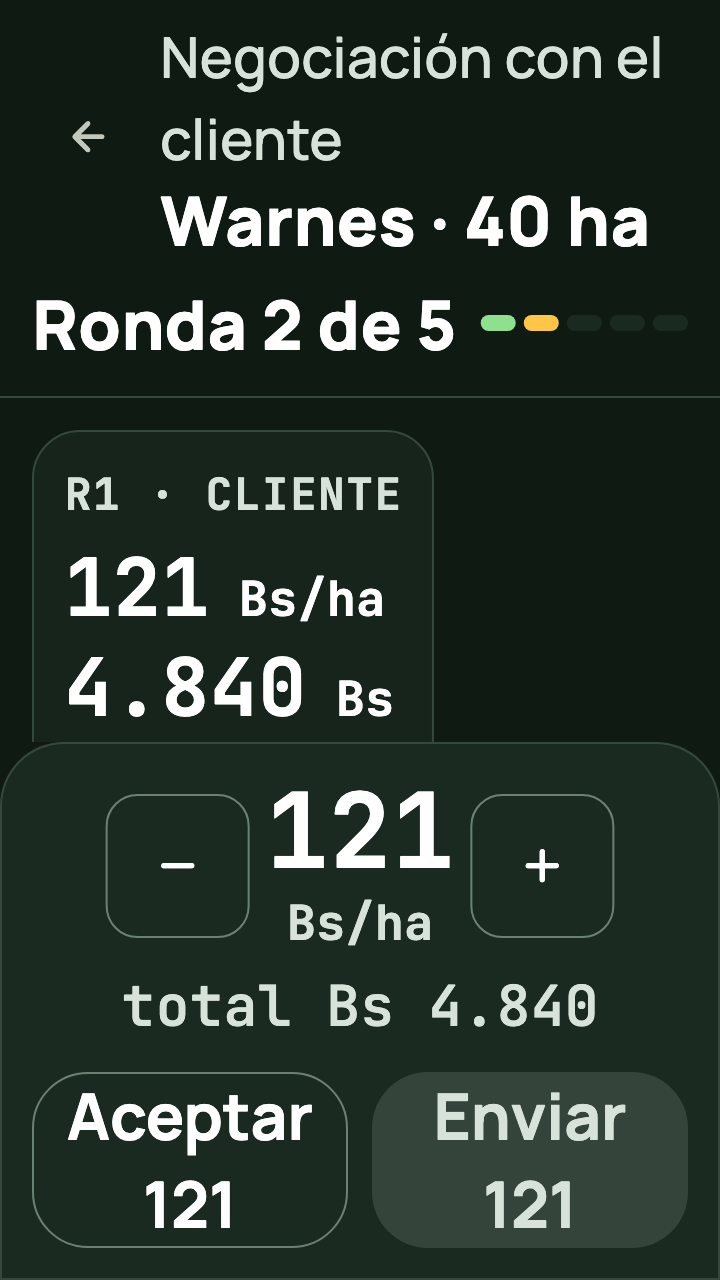 Negociación con el
cliente
←
Warnes · 40 ha
Ronda 2 de 5
R1 · CLIENTE
121 Bs/ha
4.840 Bs
− 121 +
Bs/ha
total Bs 4.840
Aceptar
121
Enviar
121